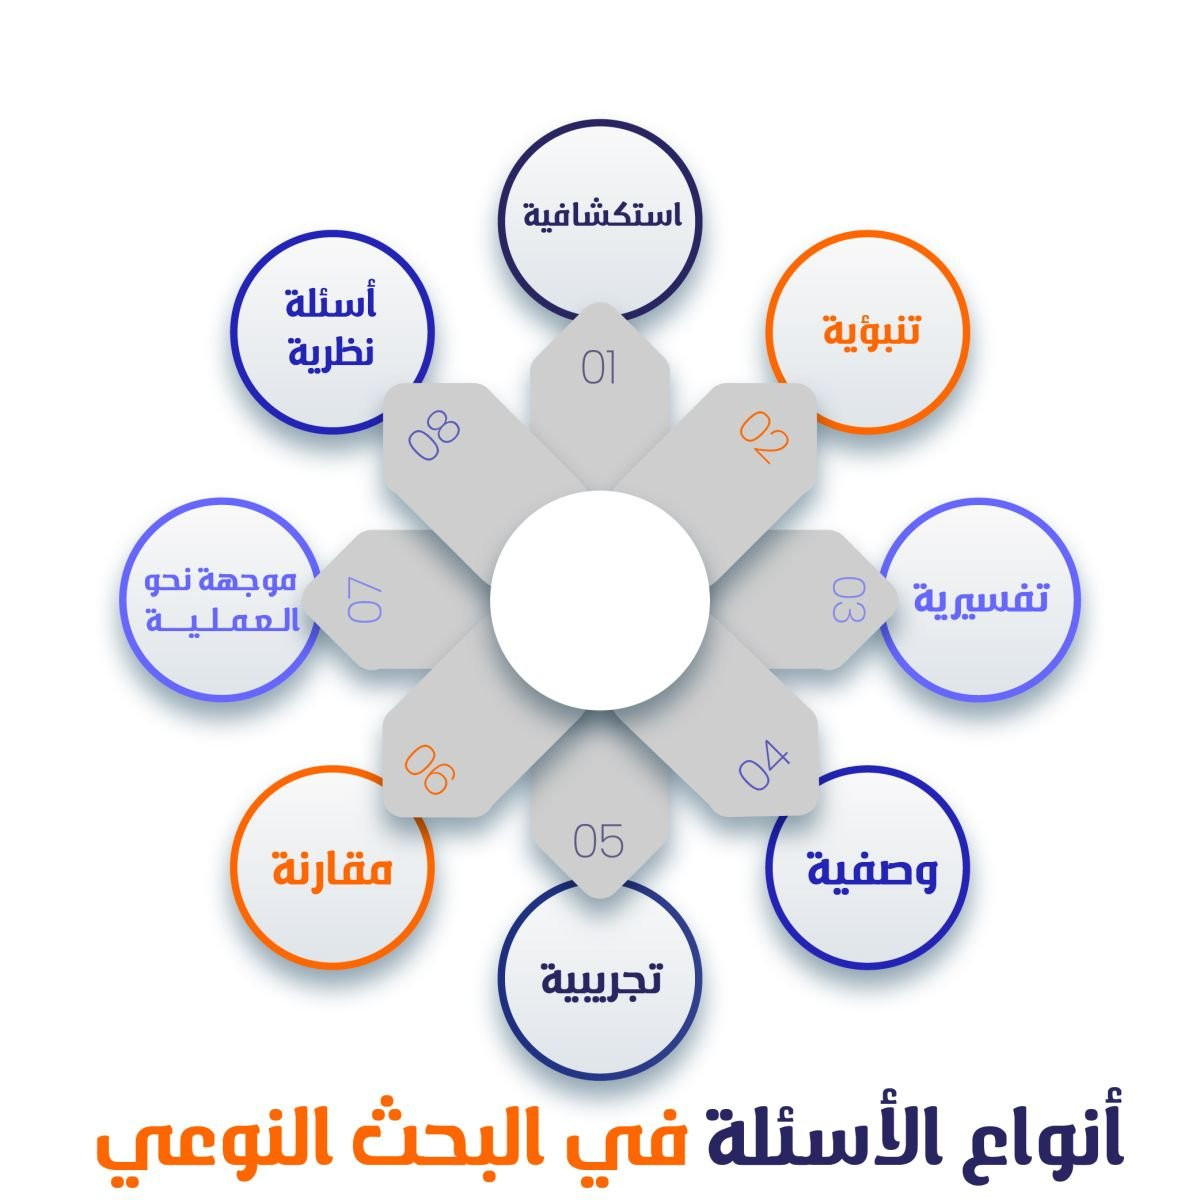 استكشافية
01
تنبؤية
02
تفسيرية
03
وصفية
04
تجريبية
05
مقارنة
06
موجهة نحو
العملية
07
أسئلة
نظرية
08
أنواع الأسئلة في البحث النوعي